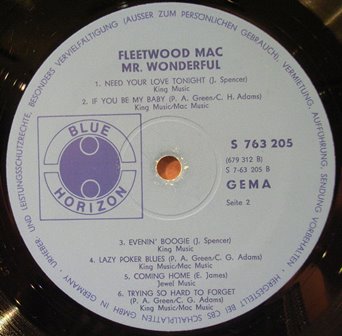 FLEETWOOD MAC
MR. WONDERFUL
1. NEED YOUR LOVE TONIGHT (J. Spencer)
King Music
2. IF YOU BE MY BABY (P. A. Green/C. H. Adams)
King Music/Mac Music
BLUE
HORIZON
S 763 205
(679 312 B)
S 7-63 205 B
GEMA
Seite 2
3. EVENIN' BOOGIE (J. Spencer)
King Music
4. LAZY POKER BLUES (P. A. Green/C. G. Adams)
King Music/Mac Music
5. COMING HOME (E. James)
Jewel Music
6. TRYING SO HARD TO FORGET
(P. A. Green/C. G. Adams)
King Music/Mac Music
URHEBER- UND LEISTUNGSSCHUTZRECHTE, BESONDERS VERVIELFÄLTIGUNG (AUSSER ZUM PERSÖNLICHEN GEBRAUCH), VERMIETUNG, AUFFÜHRUNG, SENDUNG VORBEHALTEN · HERGESTELLT BEI CBS SCHALLPLATTEN GMBH IN GERMANY ·